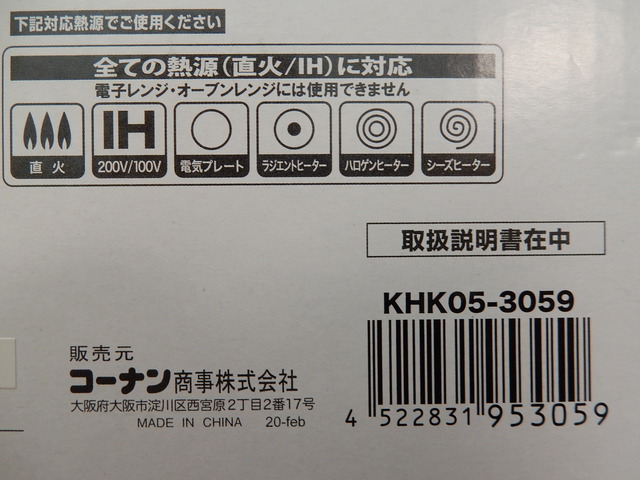 下記対応熱源でご使用ください
全ての熱源(直火/IH)に対応
電子レンジ・オーブンレンジには使用できません
IH
直火 200V/100V 電気プレート ラジエントヒーター ハロゲンヒーター シーズヒーター
取扱説明書在中
KHK05-3059
販売元
コーナン商事株式会社
大阪府大阪市淀川区西宮原2丁目2番17号
MADE IN CHINA 20-feb
4 522831 953059